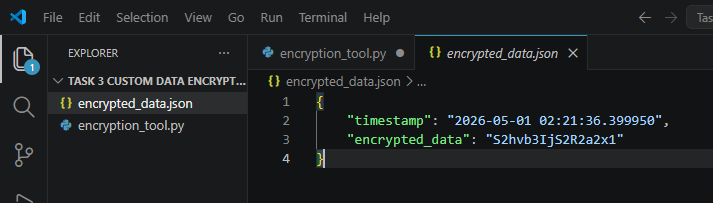 File Edit Selection View Go Run Terminal Help
Tas
EXPLORER ...
TASK 3 CUSTOM DATA ENCRYPT...
{} encrypted_data.json
encryption_tool.py
1
encryption_tool.py ● {} encrypted_data.json ×
{} encrypted_data.json > ...
1 {
2 "timestamp": "2026-05-01 02:21:36.399950",
3 "encrypted_data": "S2hvb3IjS2R2a2x1"
4 }